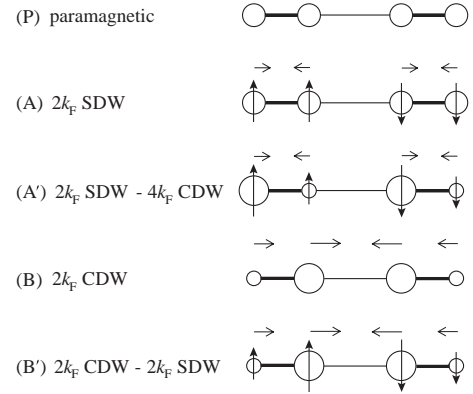 (P) paramagnetic
(A) 2kF SDW
(A′) 2kF SDW - 4kF CDW
(B) 2kF CDW
(B′) 2kF CDW - 2kF SDW